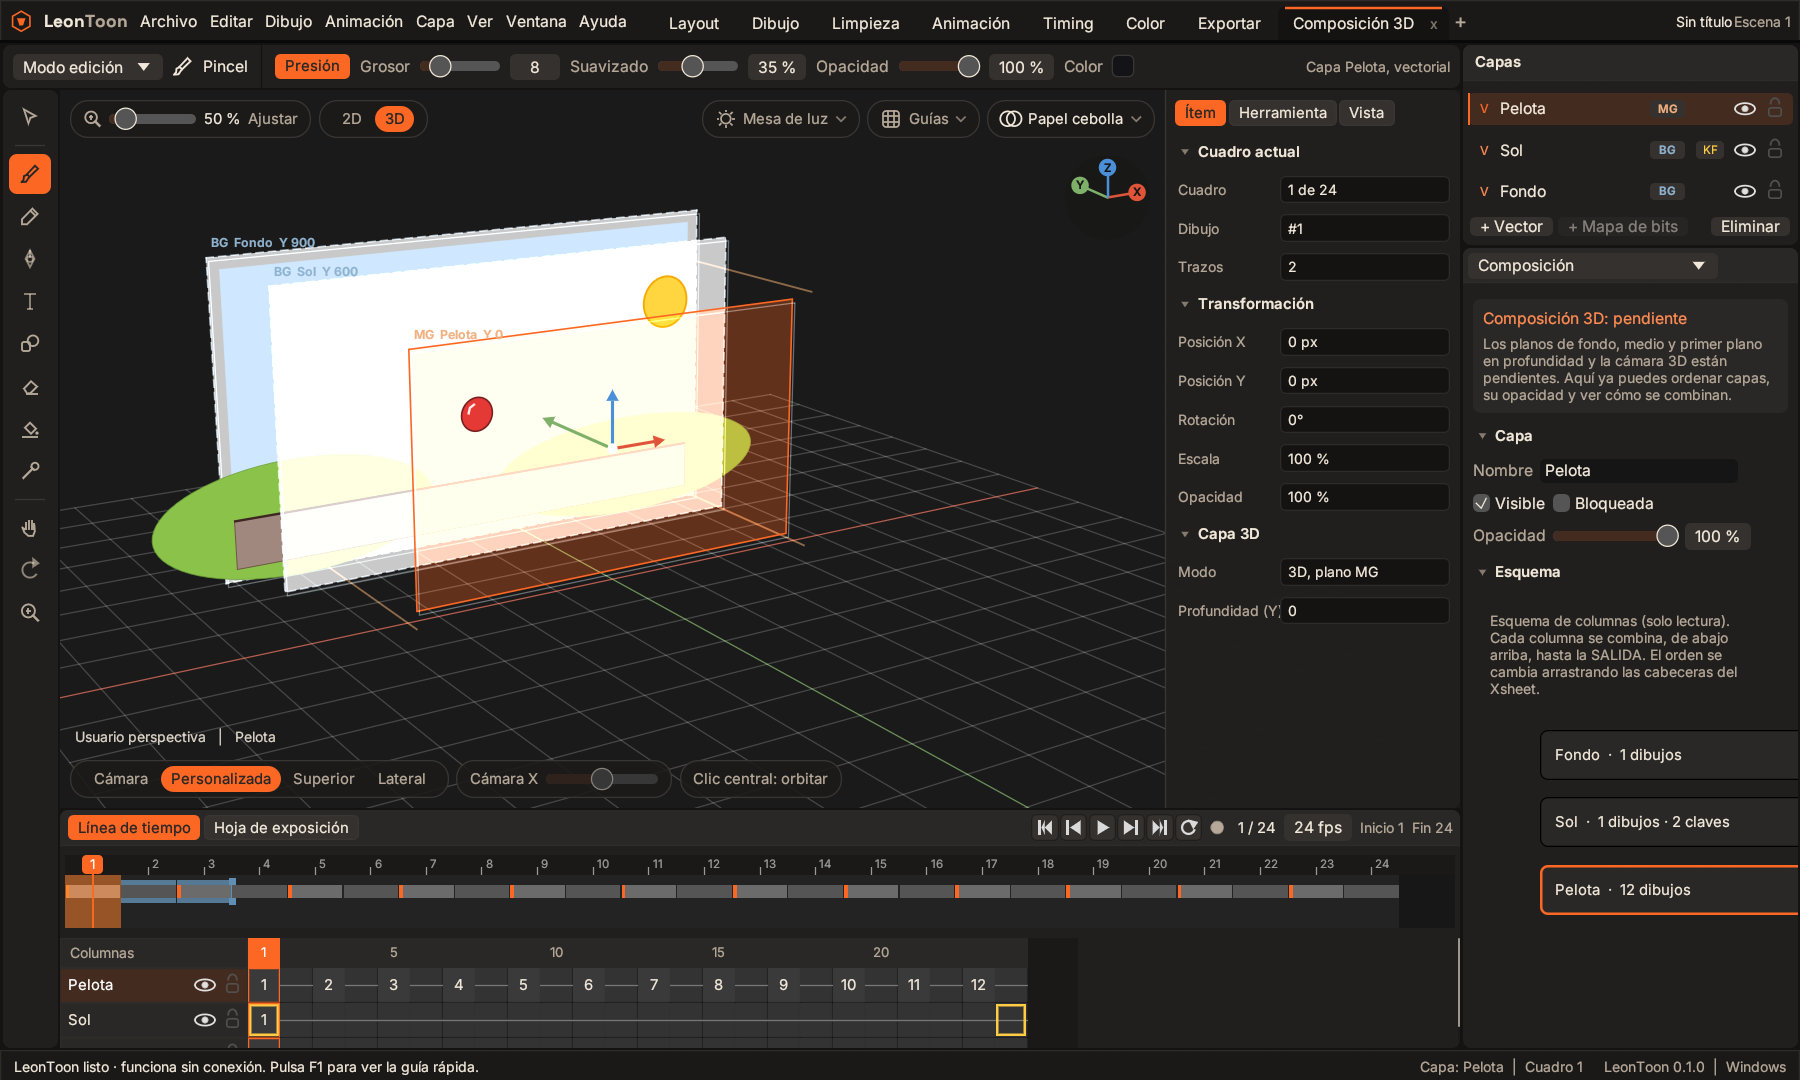 LeonToon Archivo Editar Dibujo Animación Capa Ver Ventana Ayuda Layout Dibujo Limpieza Animación Timing Color Exportar Composición 3D x + Sin título Escena 1
Modo edición Pincel Presión Grosor 8 Suavizado 35 % Opacidad 100 % Color Capa Pelota, vectorial
50 % Ajustar 2D 3D Mesa de luz Guías Papel cebolla
Z
Y
X
BG Fondo Y 900
BG Sol Y 600
MG Pelota Y 0
Usuario perspectiva | Pelota
Cámara Personalizada Superior Lateral Cámara X Clic central: orbitar
Ítem Herramienta Vista
Cuadro actual
Cuadro 1 de 24
Dibujo #1
Trazos 2
Transformación
Posición X 0 px
Posición Y 0 px
Rotación 0°
Escala 100 %
Opacidad 100 %
Capa 3D
Modo 3D, plano MG
Profundidad (Y) 0
Capas
V Pelota MG
V Sol BG KF
V Fondo BG
+ Vector + Mapa de bits Eliminar
Composición
Composición 3D: pendiente
Los planos de fondo, medio y primer plano
en profundidad y la cámara 3D están
pendientes. Aquí ya puedes ordenar capas,
su opacidad y ver cómo se combinan.
Capa
Nombre Pelota
Visible Bloqueada
Opacidad 100 %
Esquema
Esquema de columnas (solo lectura).
Cada columna se combina, de abajo
arriba, hasta la SALIDA. El orden se
cambia arrastrando las cabeceras del
Xsheet.
Fondo · 1 dibujos
Sol · 1 dibujos · 2 claves
Pelota · 12 dibujos
Línea de tiempo Hoja de exposición 1 / 24 24 fps Inicio 1 Fin 24
1 2 3 4 5 6 7 8 9 10 11 12 13 14 15 16 17 18 19 20 21 22 23 24
Columnas 1 5 10 15 20
Pelota 1 2 3 4 5 6 7 8 9 10 11 12
Sol 1
LeonToon listo · funciona sin conexión. Pulsa F1 para ver la guía rápida. Capa: Pelota | Cuadro 1 LeonToon 0.1.0 | Windows